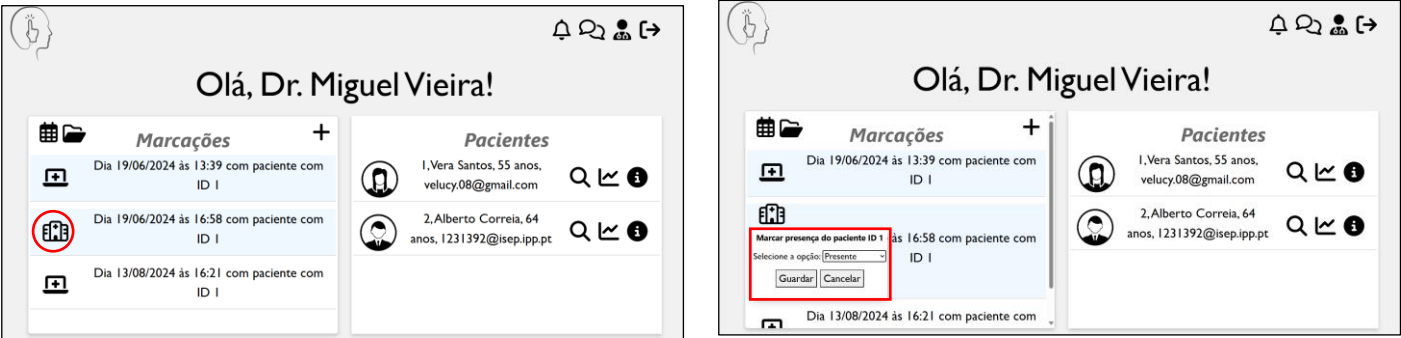 Olá, Dr. Miguel Vieira!
Marcações
Dia 19/06/2024 às 13:39 com paciente com
ID 1
Dia 19/06/2024 às 16:58 com paciente com
ID 1
Dia 13/08/2024 às 16:21 com paciente com
ID 1
Pacientes
1,Vera Santos, 55 anos,
velucy.08@gmail.com
2,Alberto Correia, 64
anos, 1231392@isep.ipp.pt
Olá, Dr. Miguel Vieira!
Marcações
Dia 19/06/2024 às 13:39 com paciente com
ID 1
às 16:58 com paciente com
ID 1
Marcar presença do paciente ID 1
Selecione a opção: Presente
Guardar Cancelar
Dia 13/08/2024 às 16:21 com paciente com
Pacientes
1,Vera Santos, 55 anos,
velucy.08@gmail.com
2,Alberto Correia, 64
anos, 1231392@isep.ipp.pt